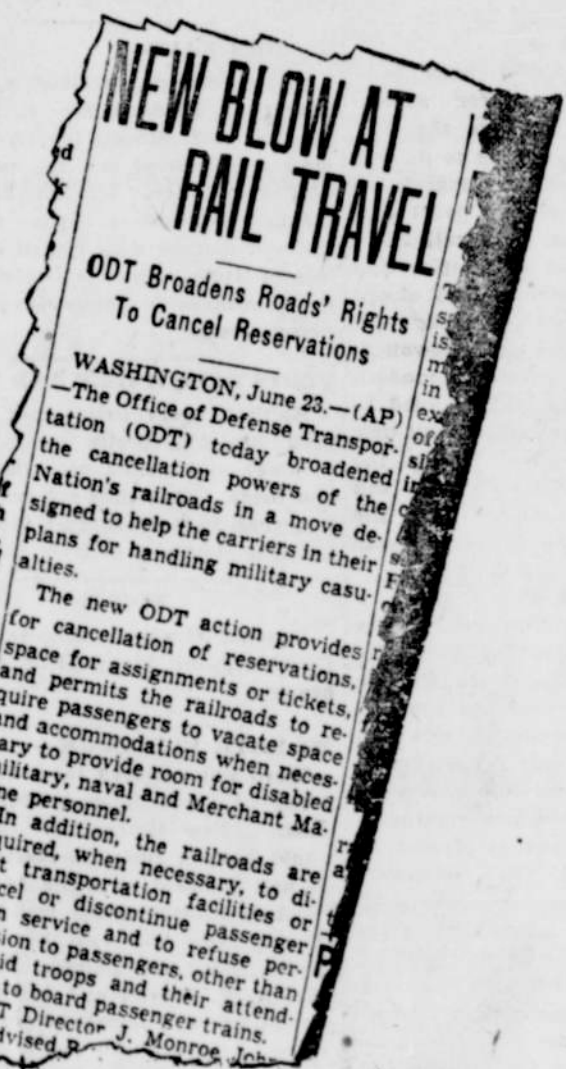 NEW BLOW AT
RAIL TRAVEL
ODT Broadens Roads' Rights
To Cancel Reservations
WASHINGTON, June 23.—(AP)
—The Office of Defense Transpor-
tation (ODT) today broadened
the cancellation powers of the
Nation's railroads in a move de-
signed to help the carriers in their
plans for handling military casu-
alties.
The new ODT action provides
for cancellation of reservations,
space for assignments or tickets,
and permits the railroads to re-
quire passengers to vacate space
and accommodations when neces-
ary to provide room for disabled
ilitary, naval and Merchant Ma-
ne personnel.
In addition, the railroads are
quired, when necessary, to di-
t transportation facilities or
cel or discontinue passenger
n service and to refuse per-
sion to passengers, other than
id troops and their attend-
to board passenger trains.
T Director J. Monroe John
dvised